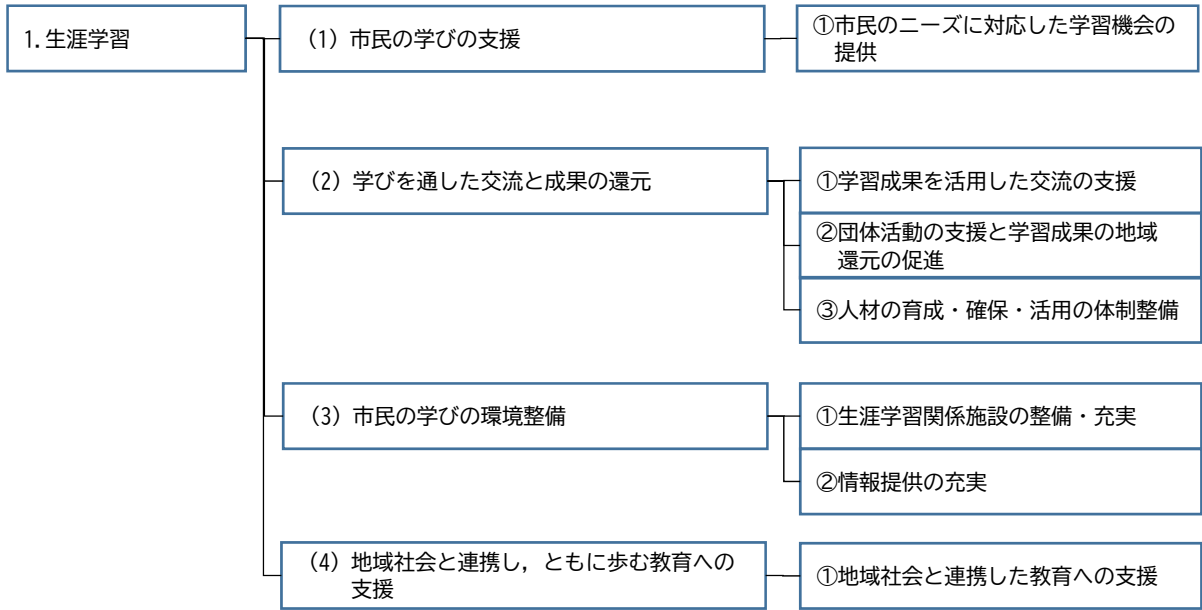 1.生涯学習
(1) 市民の学びの支援
①市民のニーズに対応した学習機会の
提供
(2) 学びを通した交流と成果の還元
①学習成果を活用した交流の支援
②団体活動の支援と学習成果の地域
還元の促進
③人材の育成・確保・活用の体制整備
(3) 市民の学びの環境整備
①生涯学習関係施設の整備・充実
②情報提供の充実
(4) 地域社会と連携し，ともに歩む教育への
支援
①地域社会と連携した教育への支援